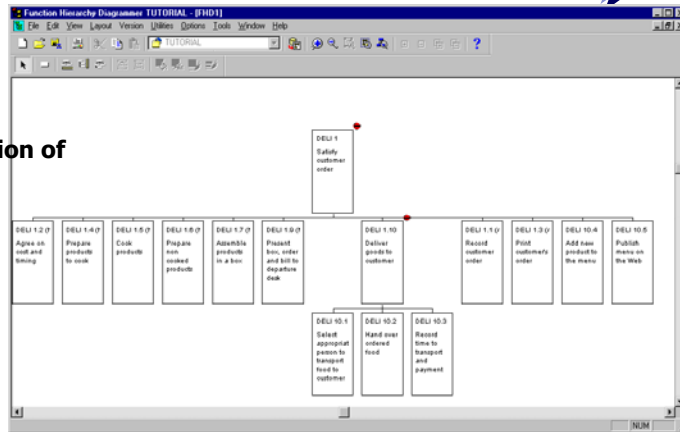 Function Hierarchy Diagrammer TUTORIAL - [FHD1]
File Edit View Layout Version Utilities Options Tools Window Help
TUTORIAL
ion of
DELI 1
Satisfy
customer
order
DELI 1.2 (r
Agree on
cost and
timing
DELI 1.4 (r
Prepare
products
to cook
DELI 1.5 (r
Cook
products
DELI 1.6 (r
Prepare
non
cooked
products
DELI 1.7 (r
Assemble
products
in a box
DELI 1.9 (r
Present
box, order
and bill to
departure
desk
DELI 1.10
Deliver
goods to
customer
DELI 1.1 (r
Record
customer
order
DELI 1.3 (r
Print
customer's
order
DELI 10.4
Add new
product to
the menu
DELI 10.5
Publish
menu on
the Web
DELI 10.1
Select
appropriat
person to
transport
food to
customer
DELI 10.2
Hand over
ordered
food
DELI 10.3
Record
time to
transport
and
payment
NUM